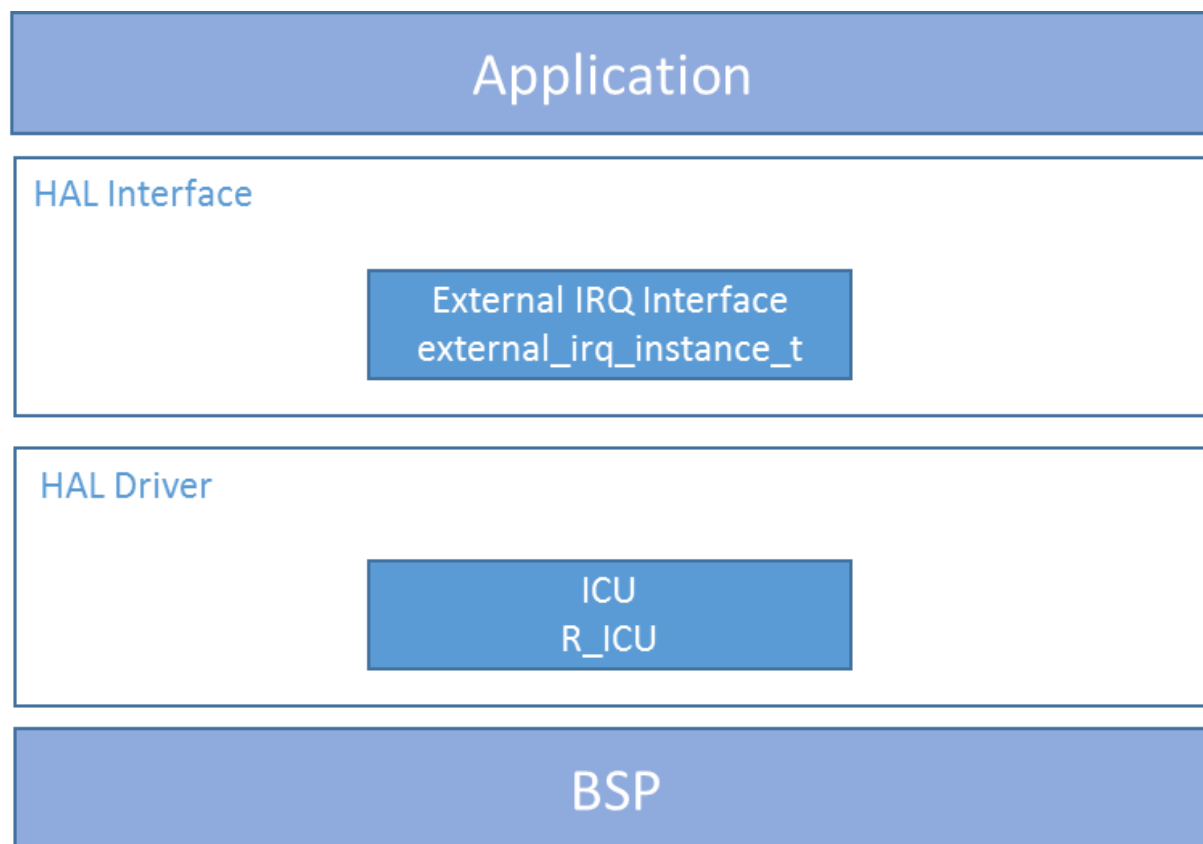 Application
HAL Interface
External IRQ Interface
external_irq_instance_t
HAL Driver
ICU
R_ICU
BSP